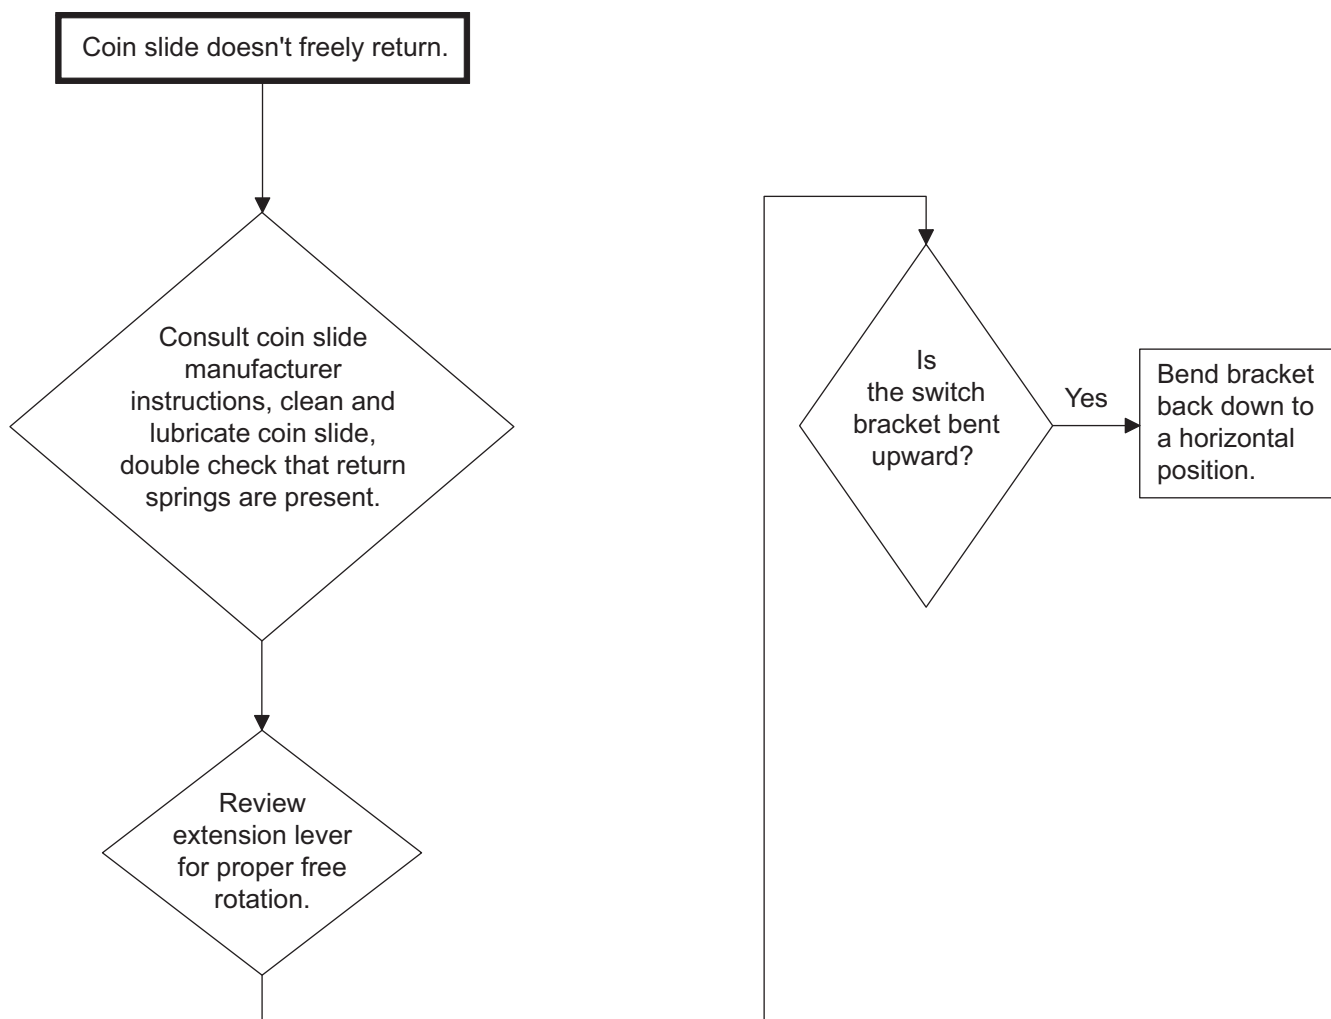 Coin slide doesn't freely return.
Consult coin slide
manufacturer
instructions, clean and
lubricate coin slide,
double check that return
springs are present.
Review
extension lever
for proper free
rotation.
Is
the switch
bracket bent
upward?
Yes
Bend bracket
back down to
a horizontal
position.